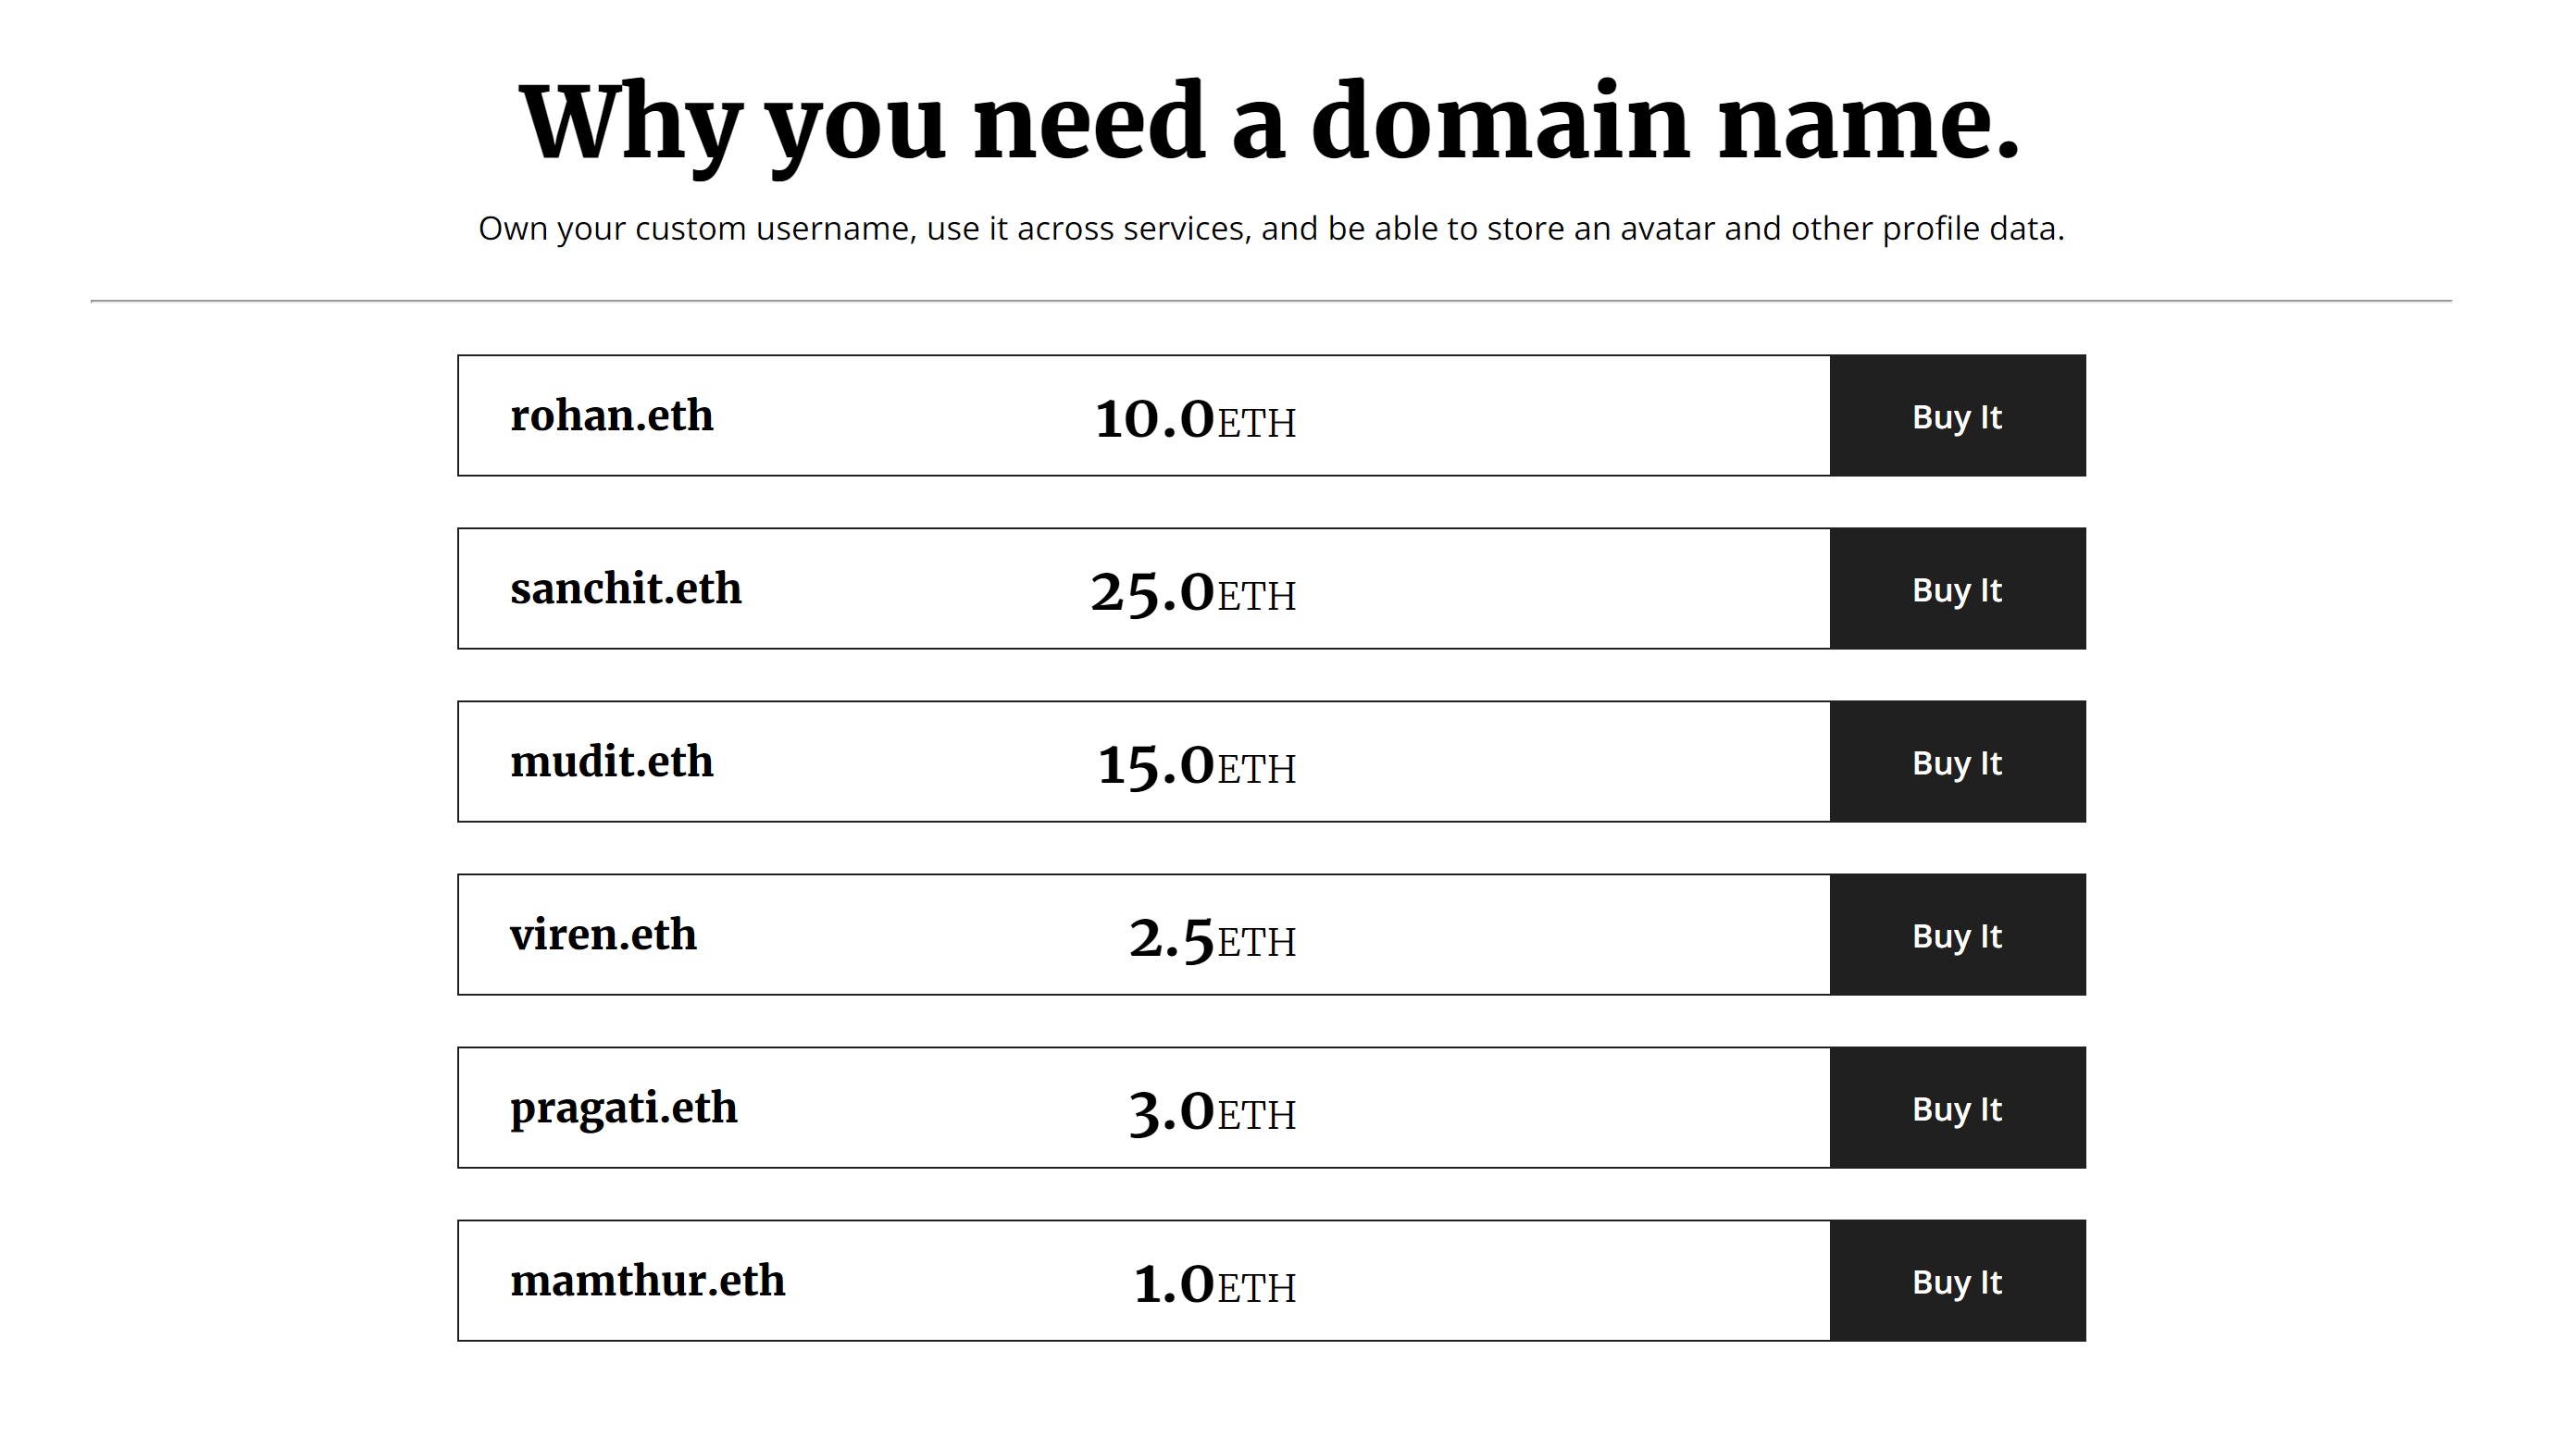 Why you need a domain name.
Own your custom username, use it across services, and be able to store an avatar and other profile data.
rohan.eth 10.0ETH Buy It
sanchit.eth 25.0ETH Buy It
mudit.eth 15.0ETH Buy It
viren.eth 2.5ETH Buy It
pragati.eth 3.0ETH Buy It
mamthur.eth 1.0ETH Buy It